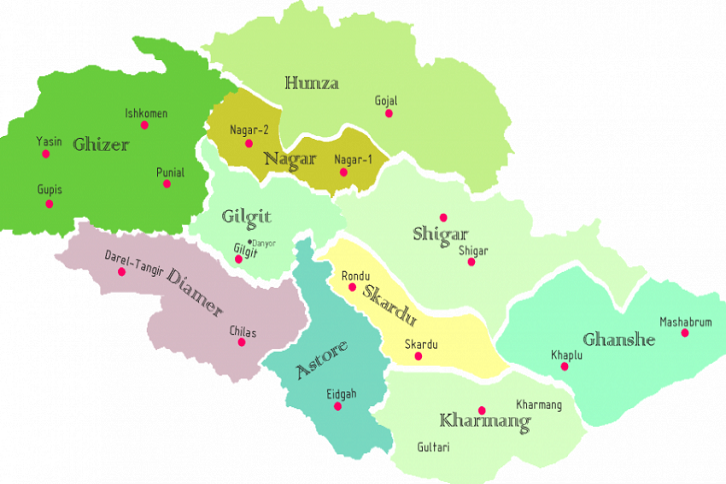 Hunza
Gojal
Ishkomen
Nagar-2
Yasin
Ghizer
Nagar
Nagar-1
Punial
Gupis
Gilgit
Shigar
Danyor
Gilgit
Shigar
Darel-Tangir
Diamer
Rondu
Skardu
Mashabrum
Chilas
Skardu
Ghanshe
Astore
Khaplu
Eidgah
Kharmang
Kharmang
Gultari